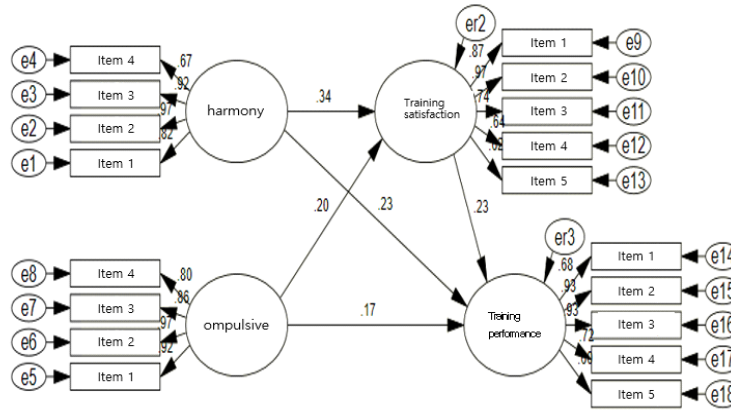 er2
e4
Item 4
.67
.87
Item 1
e9
e3
Item 3
.92
.97
Item 2
e10
harmony
.34
Training
satisfaction
.74
Item 3
e11
e2
Item 2
.97
.64
Item 4
e12
e1
Item 1
.82
Item 5
e13
.20
.23
.23
er3
e8
Item 4
.80
.68
Item 1
e14
e7
Item 3
.86
.93
Item 2
e15
ompulsive
.17
Training
performance
.93
Item 3
e16
e6
Item 2
.97
.72
Item 4
e17
e5
Item 1
.92
Item 5
e18